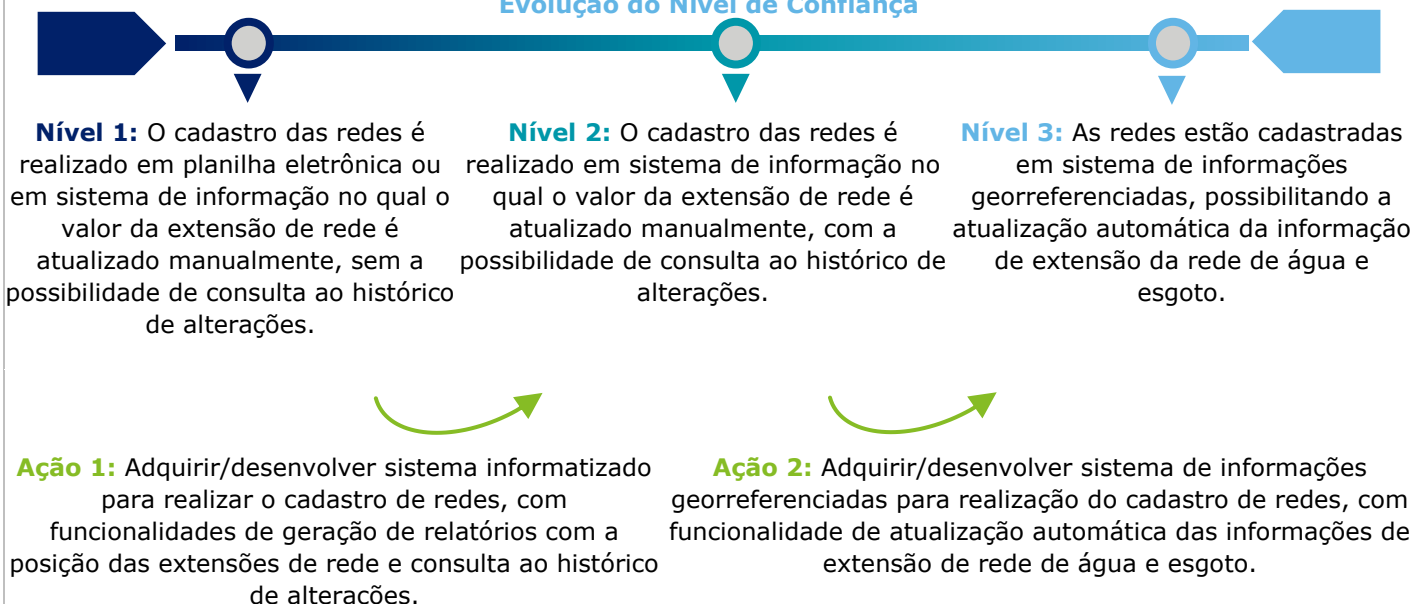 Evolução do Nível de Confiança
Nível 1: O cadastro das redes é
realizado em planilha eletrônica ou
em sistema de informação no qual o
valor da extensão de rede é
atualizado manualmente, sem a
possibilidade de consulta ao histórico
de alterações.
Nível 2: O cadastro das redes é
realizado em sistema de informação no
qual o valor da extensão de rede é
atualizado manualmente, com a
possibilidade de consulta ao histórico de
alterações.
Nível 3: As redes estão cadastradas
em sistema de informações
georreferenciadas, possibilitando a
atualização automática da informação
de extensão da rede de água e
esgoto.
Ação 1: Adquirir/desenvolver sistema informatizado
para realizar o cadastro de redes, com
funcionalidades de geração de relatórios com a
posição das extensões de rede e consulta ao histórico
de alterações.
Ação 2: Adquirir/desenvolver sistema de informações
georreferenciadas para realização do cadastro de redes, com
funcionalidade de atualização automática das informações de
extensão de rede de água e esgoto.